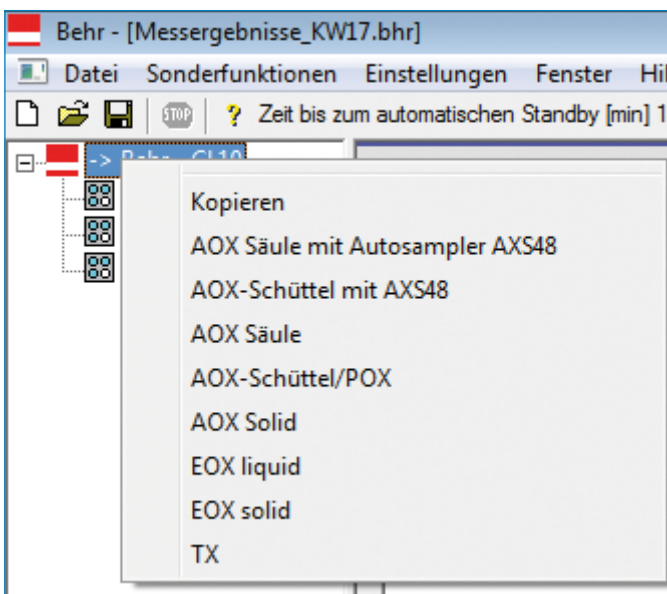 Behr - [Messergebnisse_KW17.bhr]
Datei Sonderfunktionen Einstellungen Fenster
STOP ? Zeit bis zum automatischen Standby [min] 1
->
Kopieren
AOX Säule mit Autosampler AXS48
AOX-Schüttel mit AXS48
AOX Säule
AOX-Schüttel/POX
AOX Solid
EOX liquid
EOX solid
TX